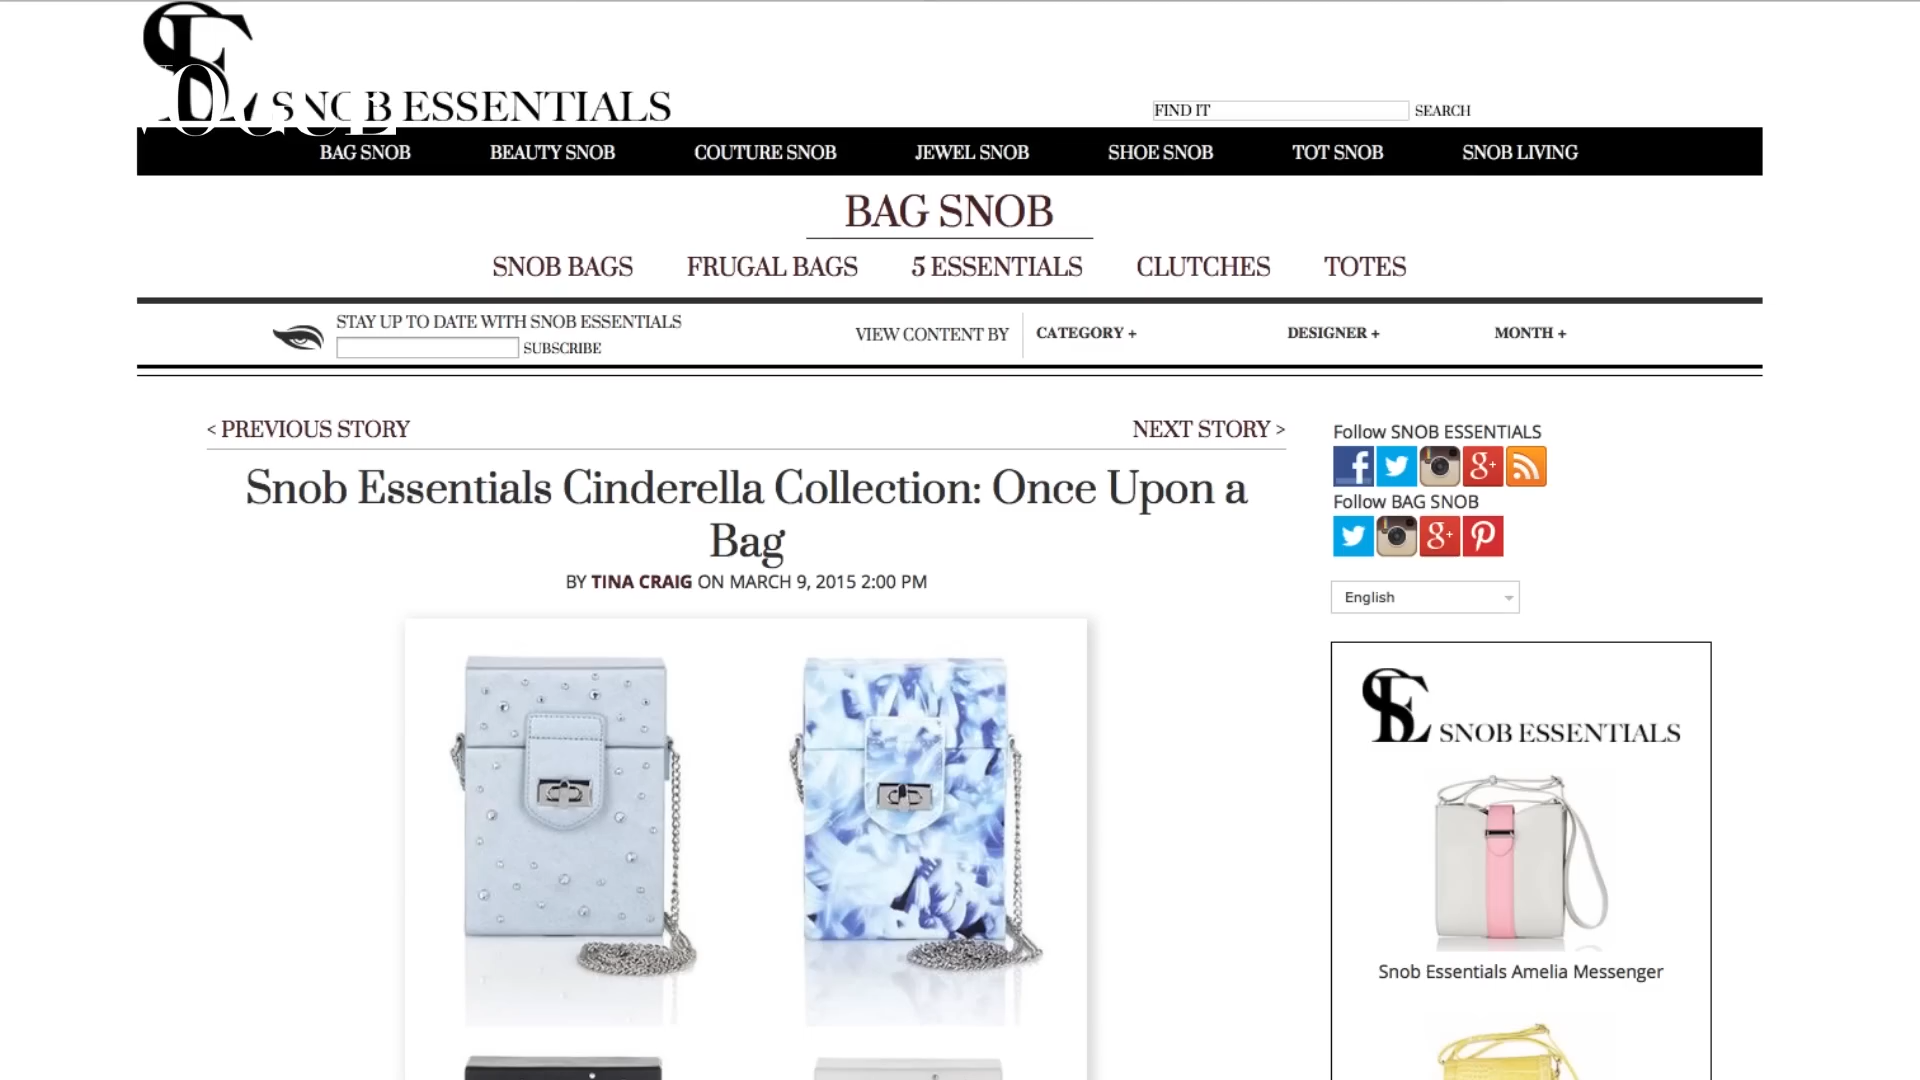 SE
SNOB ESSENTIALS
VOGUE
FIND IT SEARCH
BAG SNOB BEAUTY SNOB COUTURE SNOB JEWEL SNOB SHOE SNOB TOT SNOB SNOB LIVING
BAG SNOB
SNOB BAGS FRUGAL BAGS 5 ESSENTIALS CLUTCHES TOTES
STAY UP TO DATE WITH SNOB ESSENTIALS
SUBSCRIBE
VIEW CONTENT BY CATEGORY + DESIGNER + MONTH +
< PREVIOUS STORY NEXT STORY >
Snob Essentials Cinderella Collection: Once Upon a
Bag
BY TINA CRAIG ON MARCH 9, 2015 2:00 PM
Follow SNOB ESSENTIALS
Follow BAG SNOB
English
SE SNOB ESSENTIALS
Snob Essentials Amelia Messenger